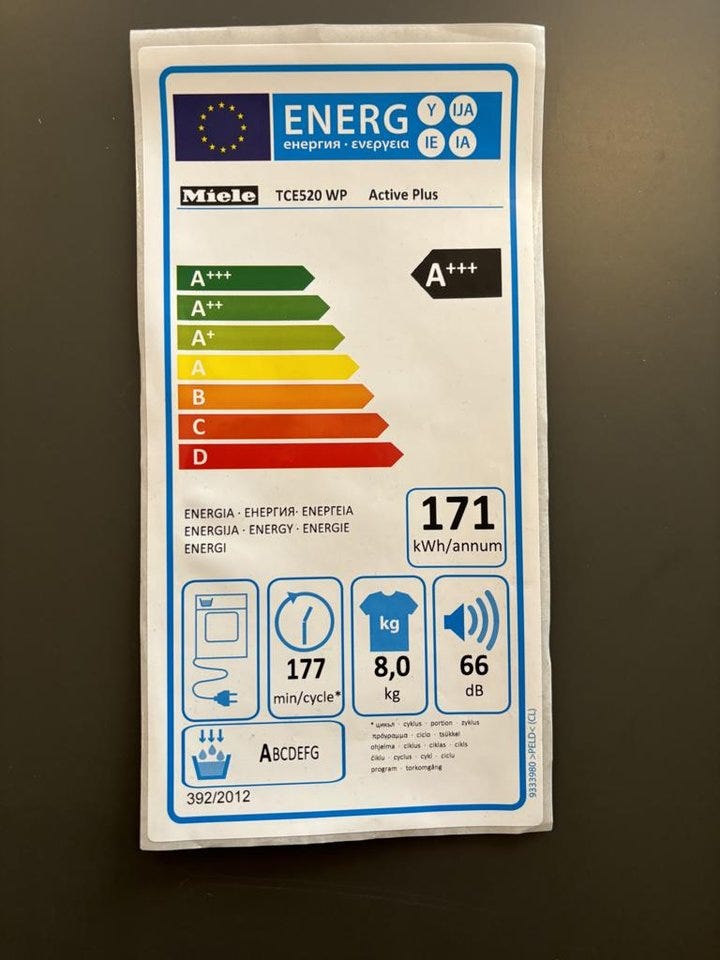 ENERG Y IJA
енергия · ενεργεια IE IA
Miele TCE520 WP Active Plus
A+++
A+++
A++
A+
A
B
C
D
ENERGIA · ЕНЕРГИЯ · ΕΝΕΡΓΕΙΑ
ENERGIJA · ENERGY · ENERGIE
ENERGI
171
kWh/annum
177
min/cycle*
kg
8,0
kg
66
dB
ABCDEFG
* цикъл · cyklus · portion · zyklus
πρόγραμμα · ciclo · tsükkel
ohjelma · ciklus · ciklas · cikls
ċiklu · cyclus · cykl · ciclu
program · torkomgång
392/2012
9333980 >PELD< (CL)